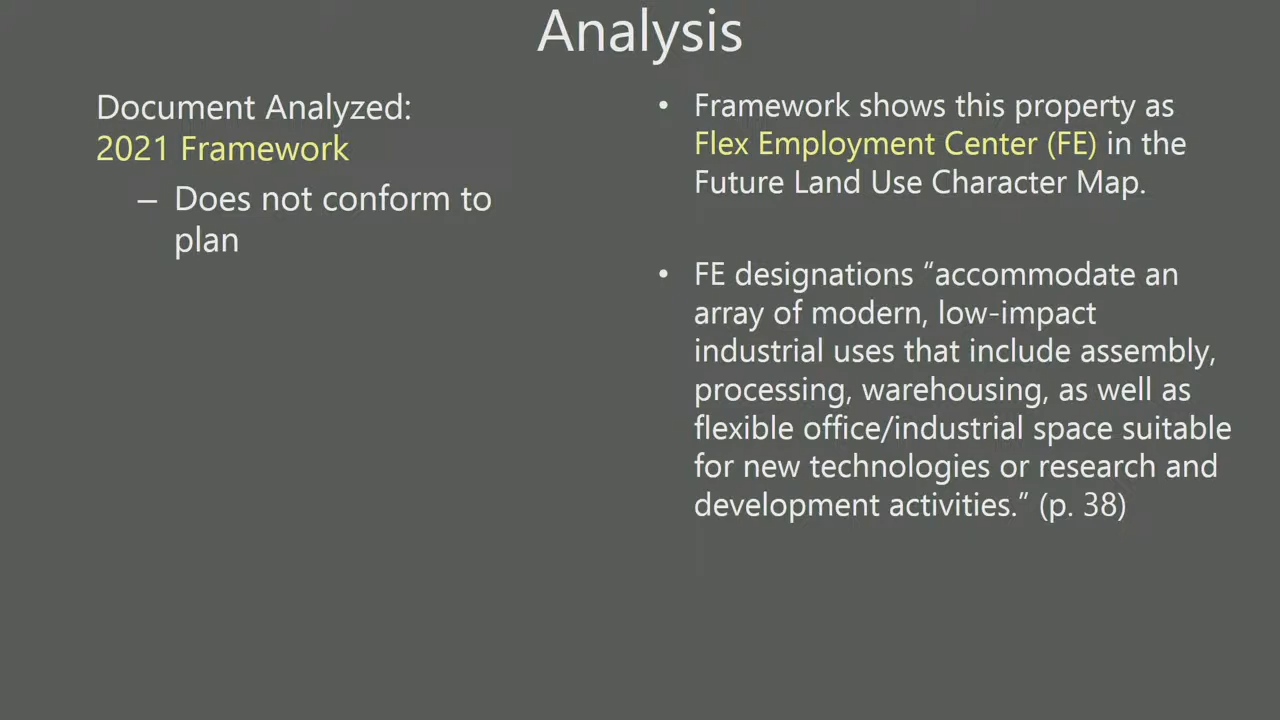 Analysis
Document Analyzed:
2021 Framework
– Does not conform to
plan
• Framework shows this property as
Flex Employment Center (FE) in the
Future Land Use Character Map.
• FE designations “accommodate an
array of modern, low-impact
industrial uses that include assembly,
processing, warehousing, as well as
flexible office/industrial space suitable
for new technologies or research and
development activities.” (p. 38)